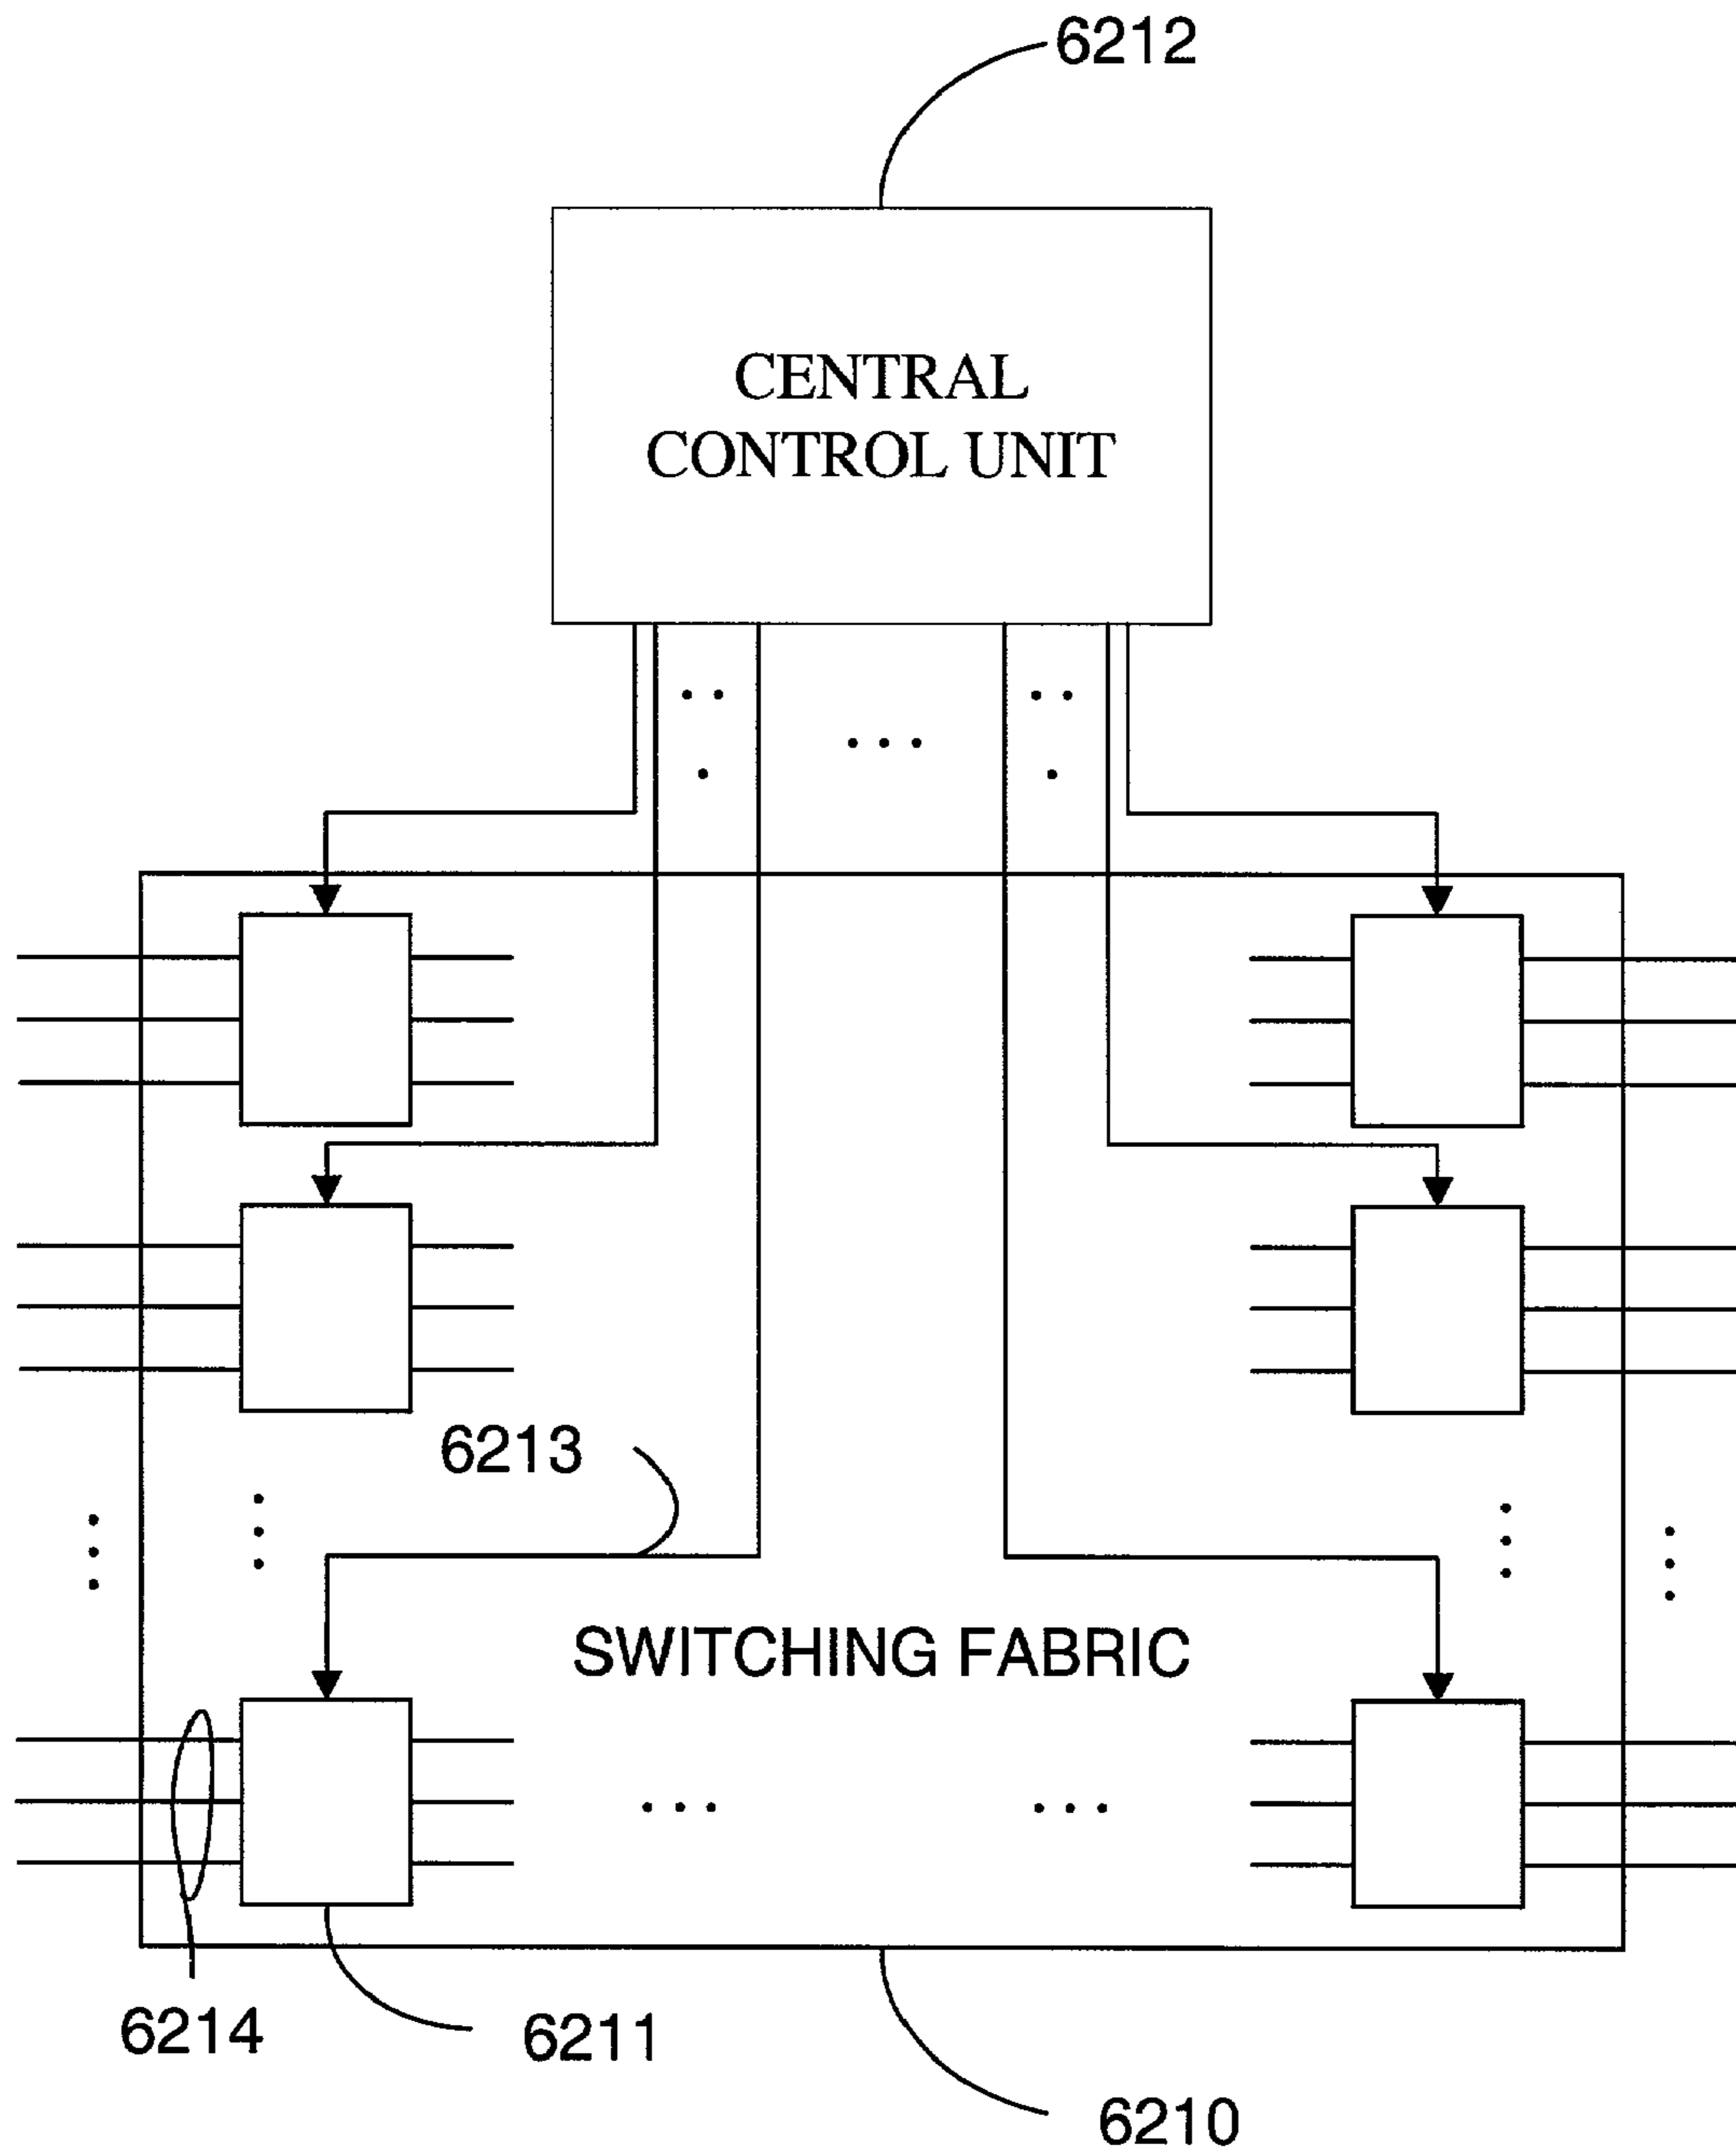 6212
CENTRAL
CONTROL UNIT
6213
SWITCHING FABRIC
6214
6211
6210